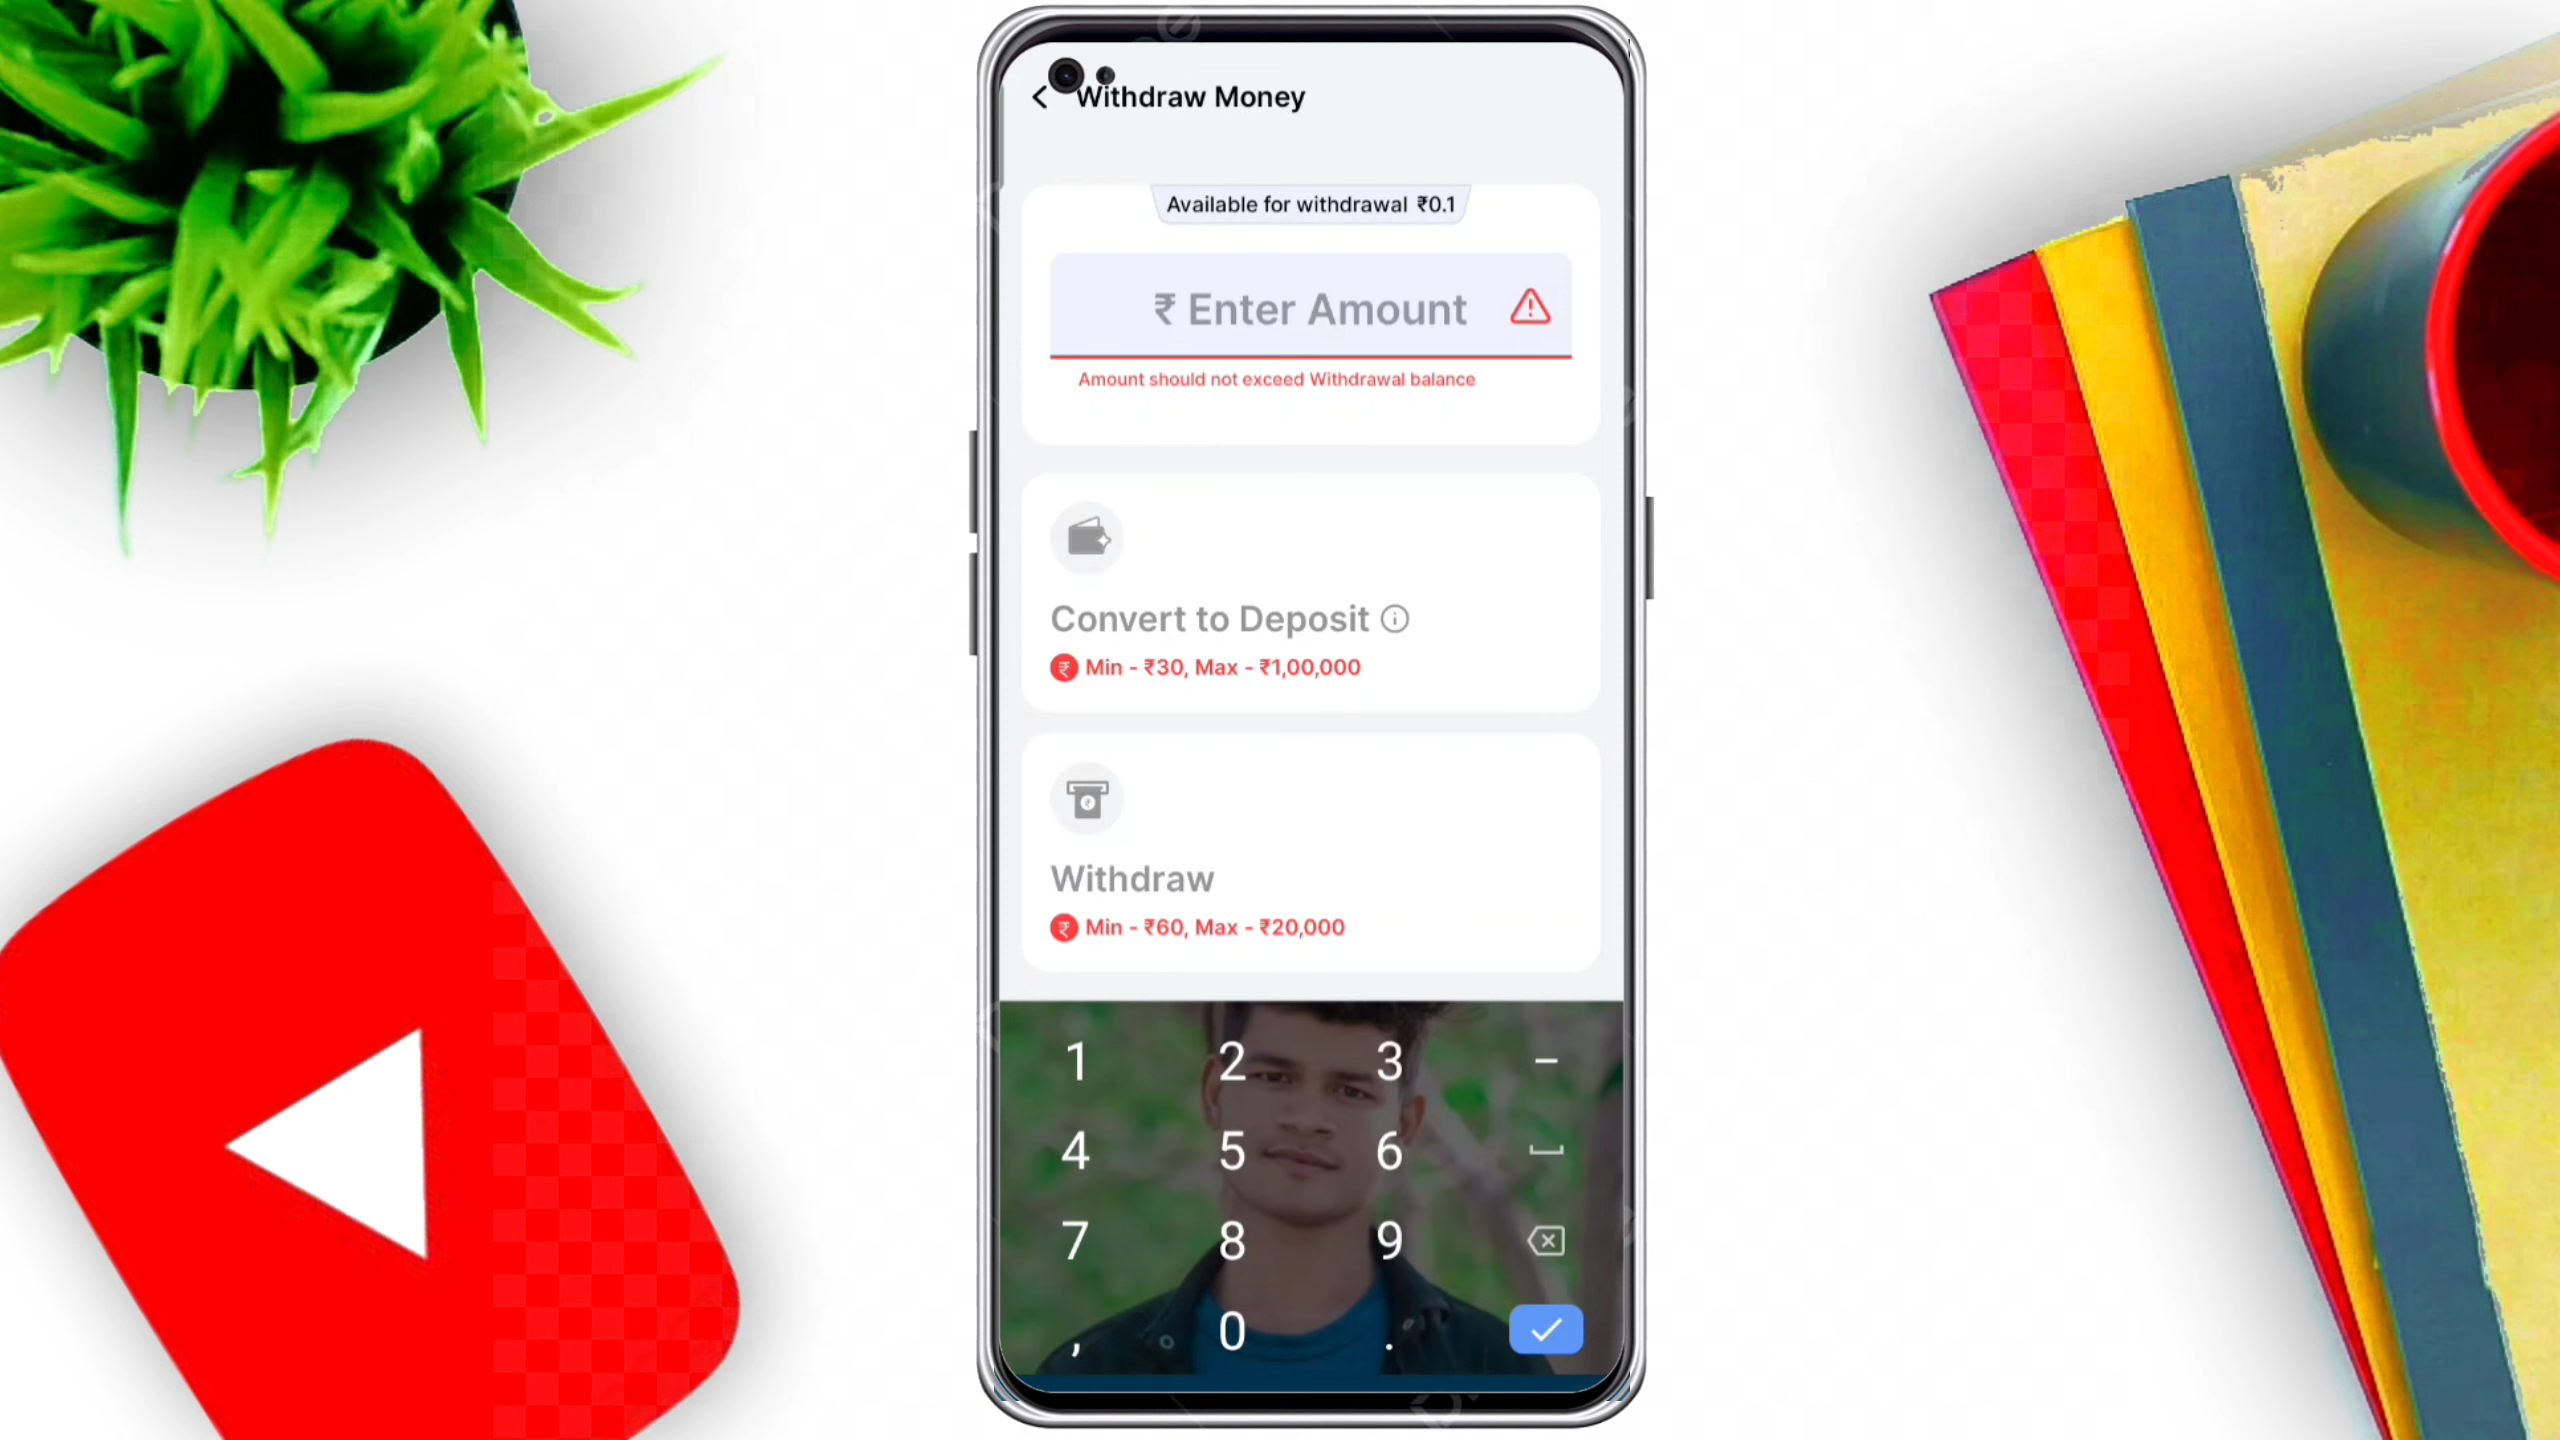 Withdraw Money
Available for withdrawal ₹0.1
₹ Enter Amount
Amount should not exceed Withdrawal balance
Convert to Deposit
Min - ₹30, Max - ₹1,00,000
Withdraw
Min - ₹60, Max - ₹20,000
1 2 3 –
4 5 6
7 8 9
, 0 .